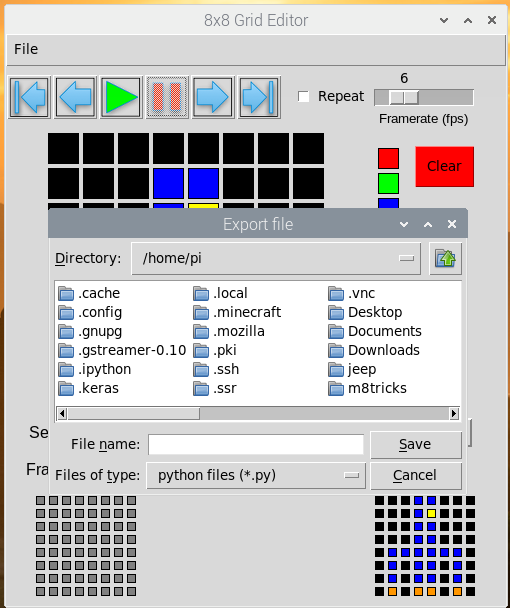 8x8 Grid Editor
File
Repeat
6
Framerate (fps)
Clear
Export file
Directory: /home/pi
.cache .local .vnc
.config .minecraft Desktop
.gnupg .mozilla Documents
.gstreamer-0.10 .pki Downloads
.ipython .ssh jeep
.keras .ssr m8tricks
Se
File name: Save
Fra
Files of type: python files (*.py) Cancel